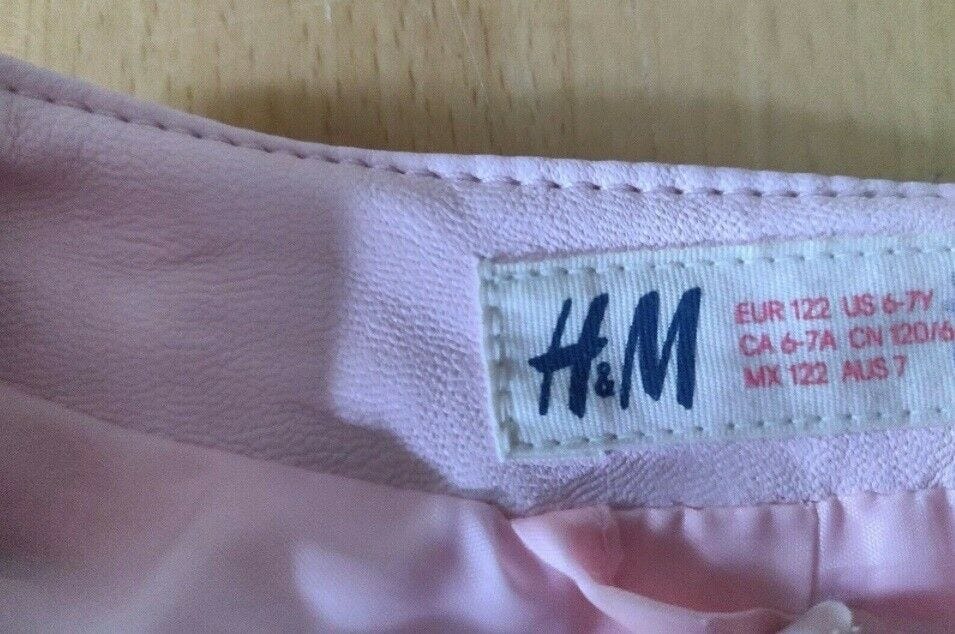 H&M
EUR 122 US 6-7Y
CA 6-7A CN 120/6
MX 122 AUS 7